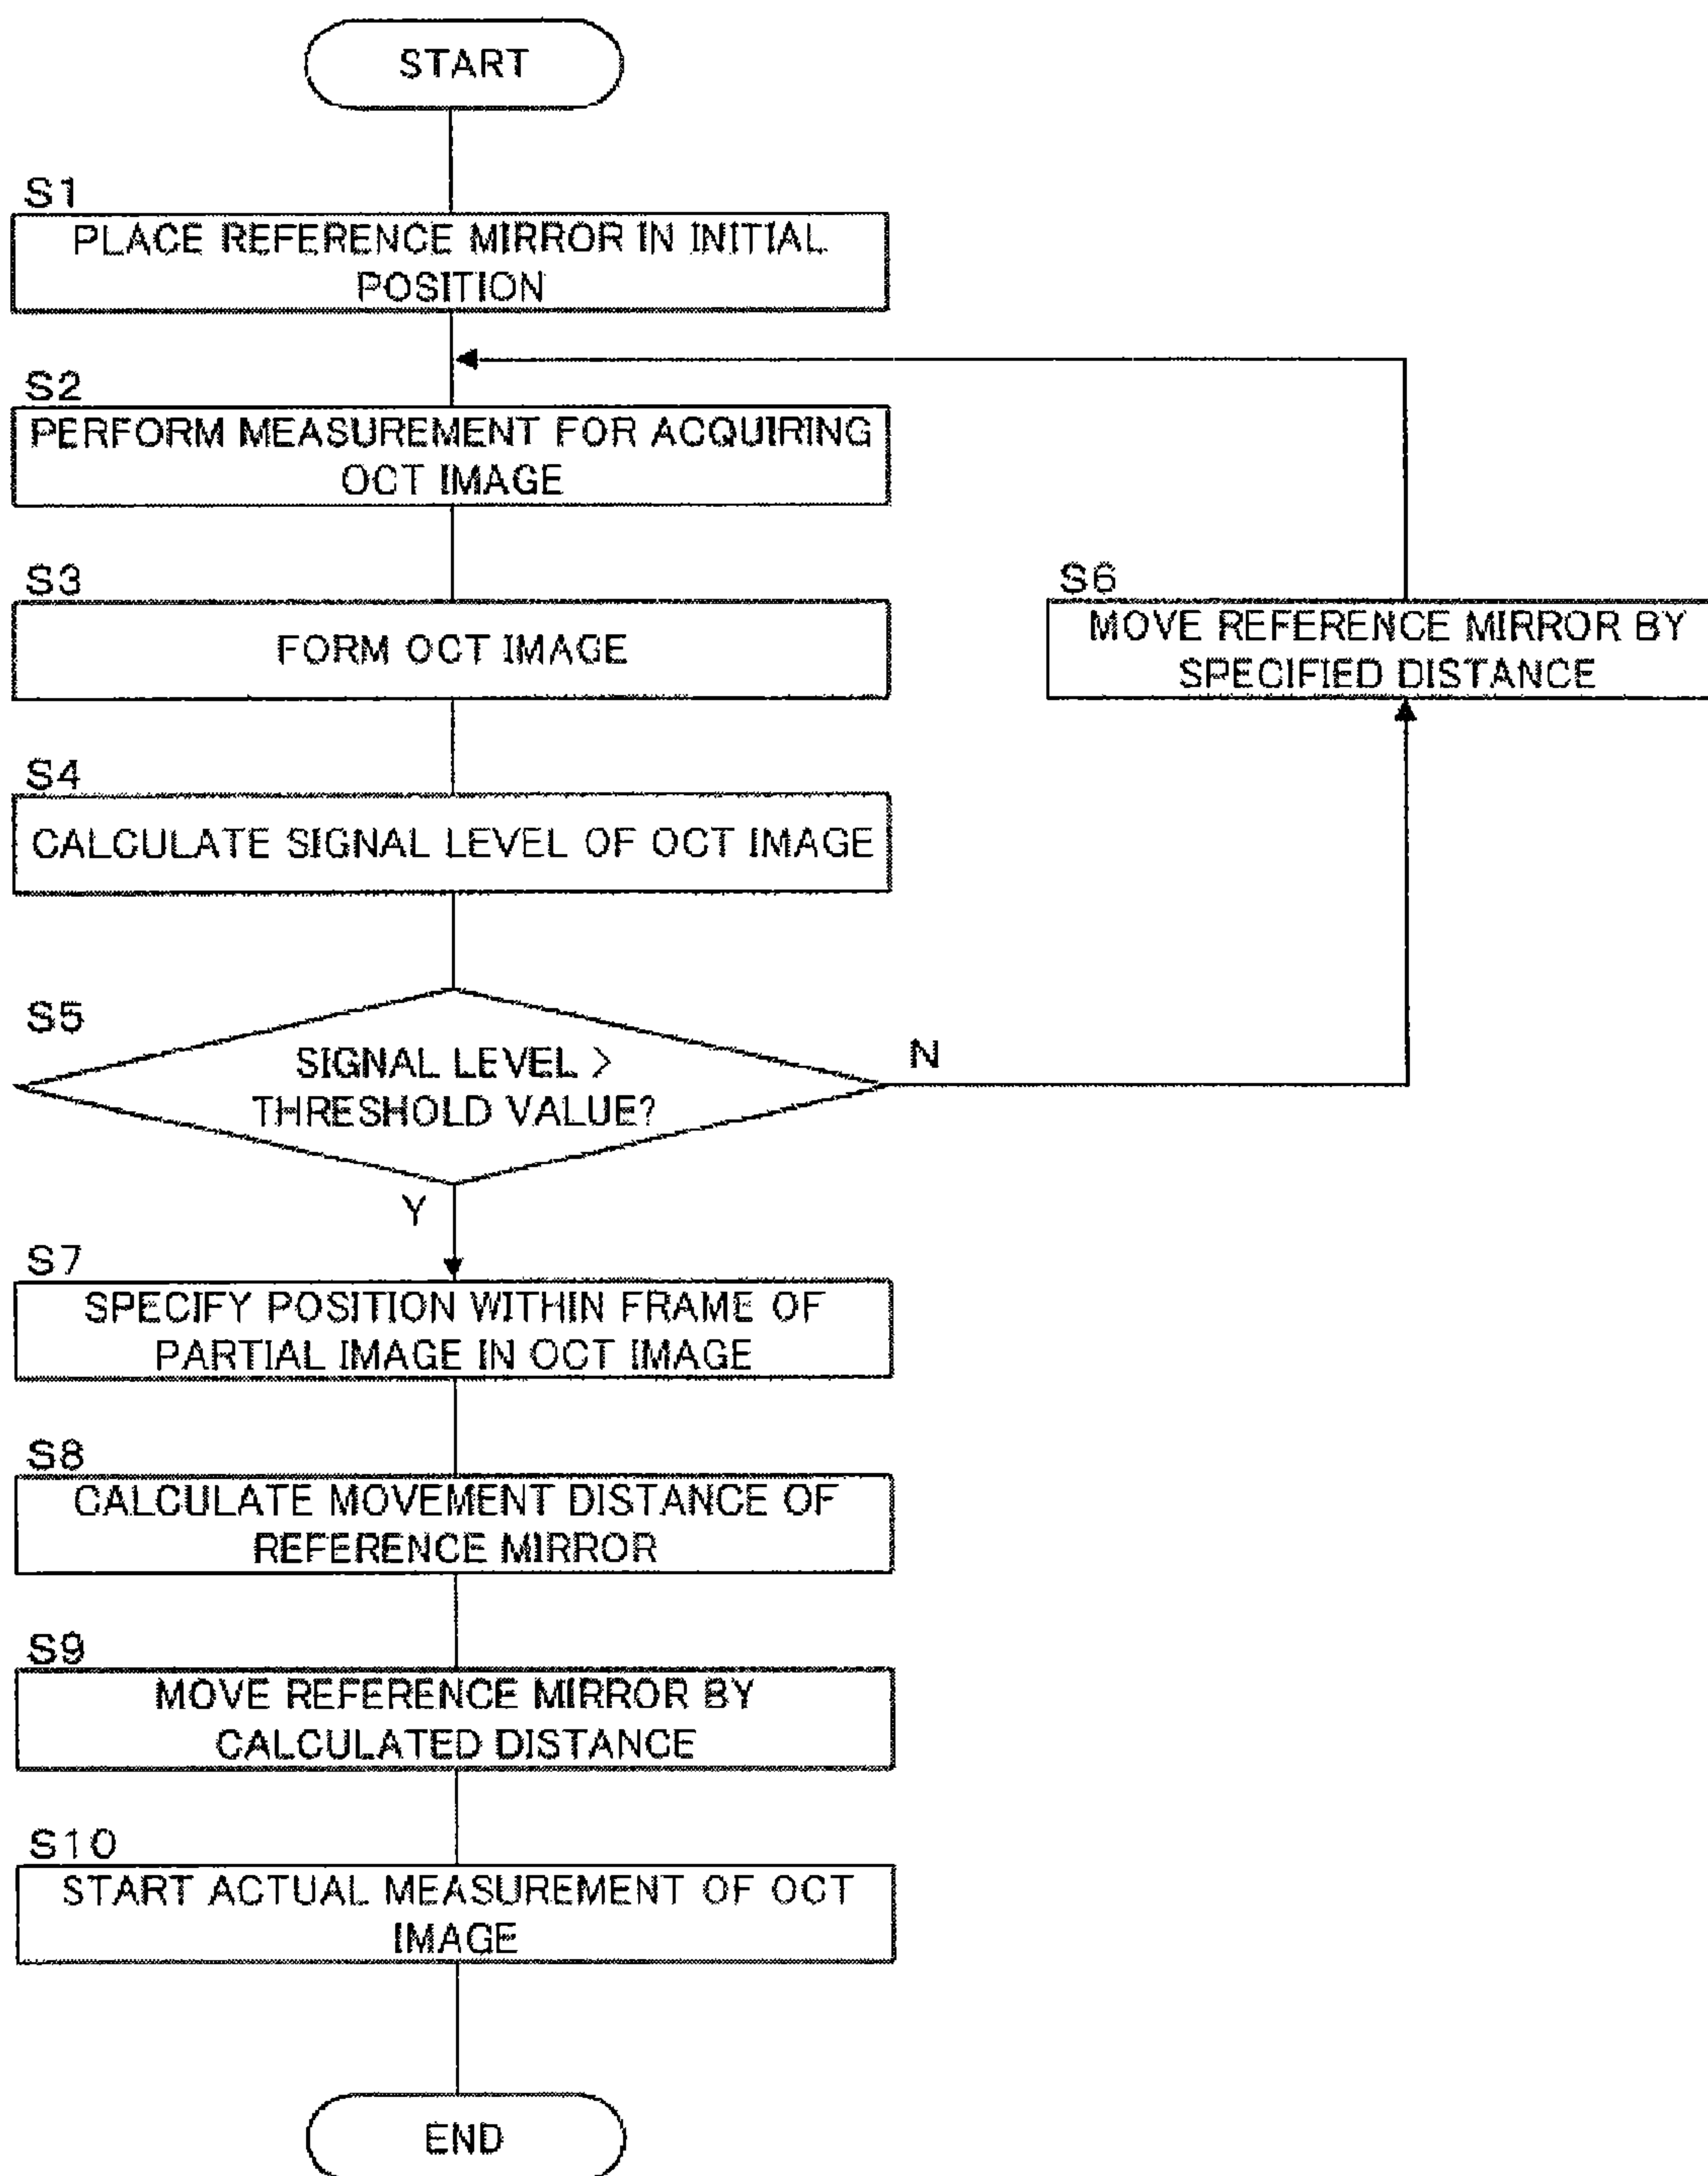 START
S1
PLACE REFERENCE MIRROR IN INITIAL
POSITION
S2
PERFORM MEASUREMENT FOR ACQUIRING
OCT IMAGE
S3
FORM OCT IMAGE
S6
MOVE REFERENCE MIRROR BY
SPECIFIED DISTANCE
S4
CALCULATE SIGNAL LEVEL OF OCT IMAGE
S5
SIGNAL LEVEL >
THRESHOLD VALUE?
N
Y
S7
SPECIFY POSITION WITHIN FRAME OF
PARTIAL IMAGE IN OCT IMAGE
S8
CALCULATE MOVEMENT DISTANCE OF
REFERENCE MIRROR
S9
MOVE REFERENCE MIRROR BY
CALCULATED DISTANCE
S10
START ACTUAL MEASUREMENT OF OCT
IMAGE
END